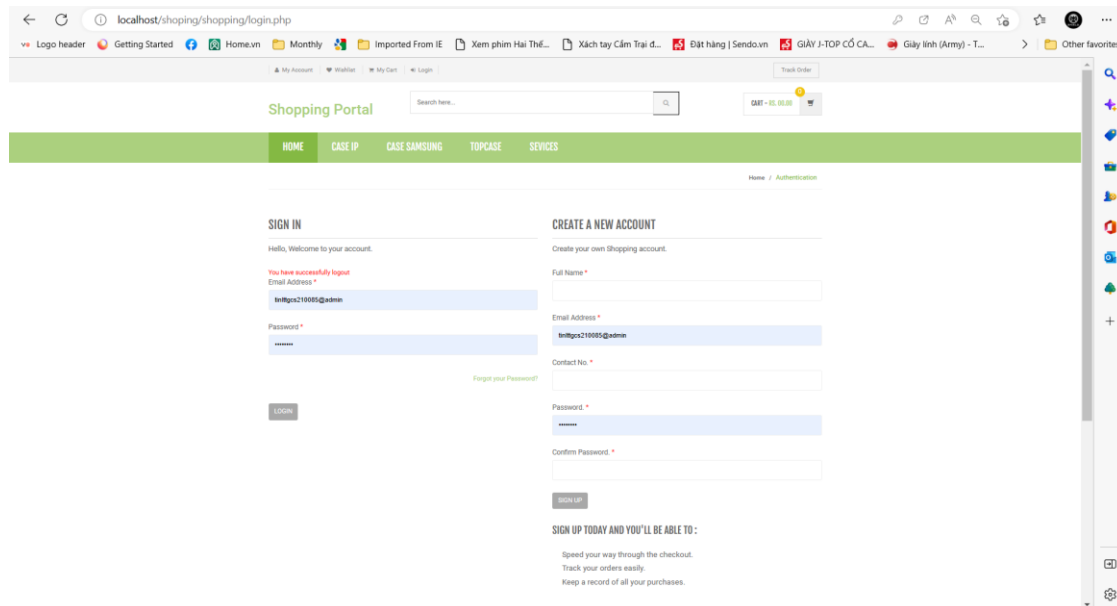 localhost/shoping/shopping/login.php
Logo header Getting Started Home.vn Monthly Imported From IE Xem phim Hai Thế... Xách tay Cắm Trại d... Đặt hàng | Sendo.vn GIÀY J-TOP CỔ CA... Giày lính (Army) - T... Other favorites
My Account Wishlist My Cart Login Track Order
Shopping Portal Search here... CART - RS. 00.00 0
HOME CASE IP CASE SAMSUNG TOPCASE SEVICES
Home / Authentication
SIGN IN
Hello, Welcome to your account.
You have successfully logout
Email Address *
tinltgcs210085@admin
Password *
••••••••
Forgot your Password?
LOGIN
CREATE A NEW ACCOUNT
Create your own Shopping account.
Full Name *
Email Address *
tinltgcs210085@admin
Contact No. *
Password. *
••••••••
Confirm Password. *
SIGN UP
SIGN UP TODAY AND YOU'LL BE ABLE TO :
Speed your way through the checkout.
Track your orders easily.
Keep a record of all your purchases.